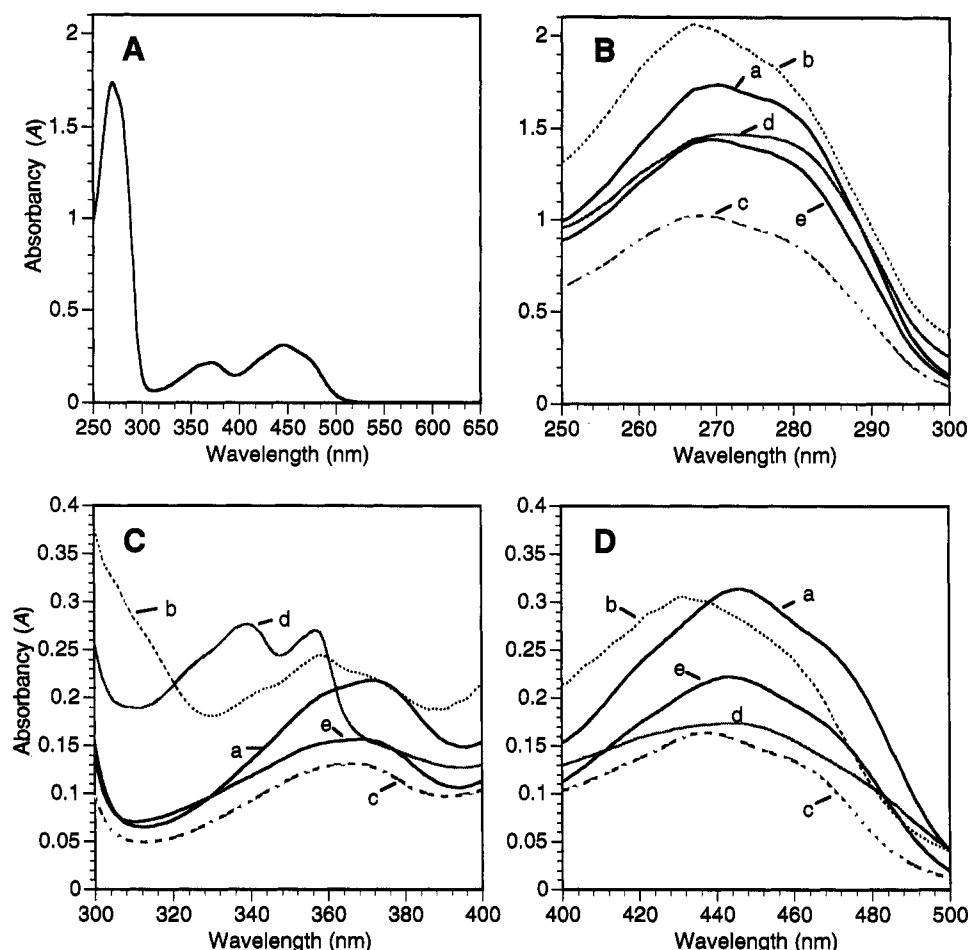 A
Absorbancy (A)
2
1.5
1
0.5
0
250 300 350 400 450 500 550 600 650
Wavelength (nm)
B
b
a
d
e
c
2
1.5
1
0.5
0
250 260 270 280 290 300
Wavelength (nm)
C
Absorbancy (A)
b
d
a
e
c
0.4
0.35
0.3
0.25
0.2
0.15
0.1
0.05
0
300 320 340 360 380 400
Wavelength (nm)
D
b
a
e
d
c
0.4
0.35
0.3
0.25
0.2
0.15
0.1
0.05
0
400 420 440 460 480 500
Wavelength (nm)